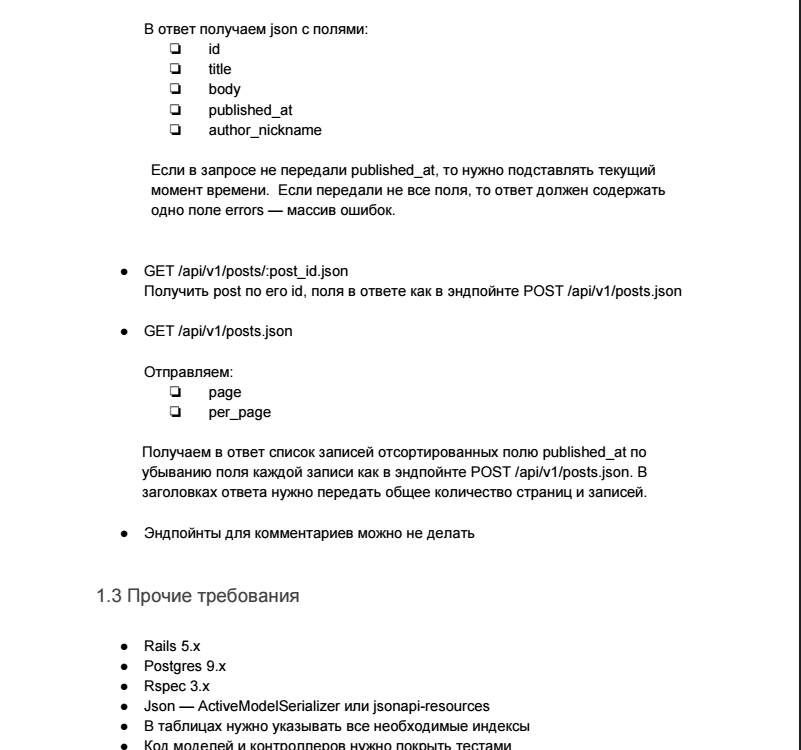 В ответ получаем json с полями:
❏ id
❏ title
❏ body
❏ published_at
❏ author_nickname
Если в запросе не передали published_at, то нужно подставлять текущий
момент времени.  Если передали не все поля, то ответ должен содержать
одно поле errors — массив ошибок.
● GET /api/v1/posts/:post_id.json
Получить post по его id, поля в ответе как в эндпойнте POST /api/v1/posts.json
● GET /api/v1/posts.json
Отправляем:
❏ page
❏ per_page
Получаем в ответ список записей отсортированных полю published_at по
убыванию поля каждой записи как в эндпойнте POST /api/v1/posts.json. В
заголовках ответа нужно передать общее количество страниц и записей.
● Эндпойнты для комментариев можно не делать
1.3 Прочие требования
● Rails 5.x
● Postgres 9.x
● Rspec 3.x
● Json — ActiveModelSerializer или jsonapi-resources
● В таблицах нужно указывать все необходимые индексы
● Код моделей и контроллеров нужно покрыть тестами